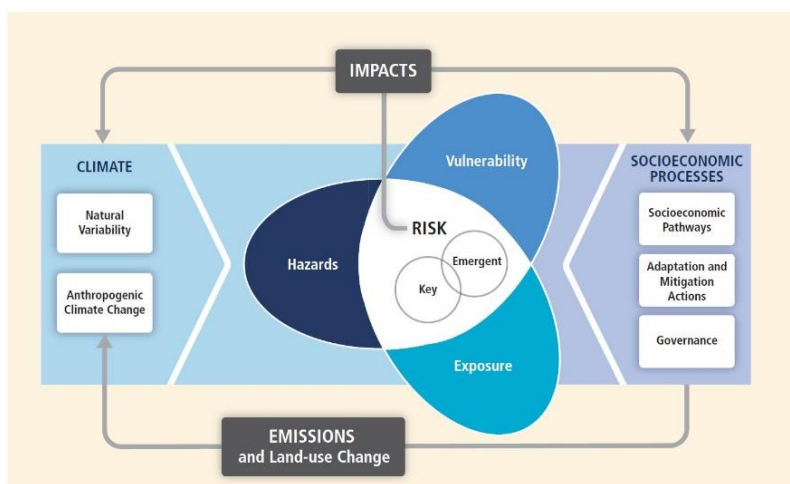 IMPACTS
CLIMATE
Natural
Variability
Anthropogenic
Climate Change
Vulnerability
Hazards
RISK
Emergent
Key
Exposure
SOCIOECONOMIC
PROCESSES
Socioeconomic
Pathways
Adaptation and
Mitigation
Actions
Governance
EMISSIONS
and Land-use Change